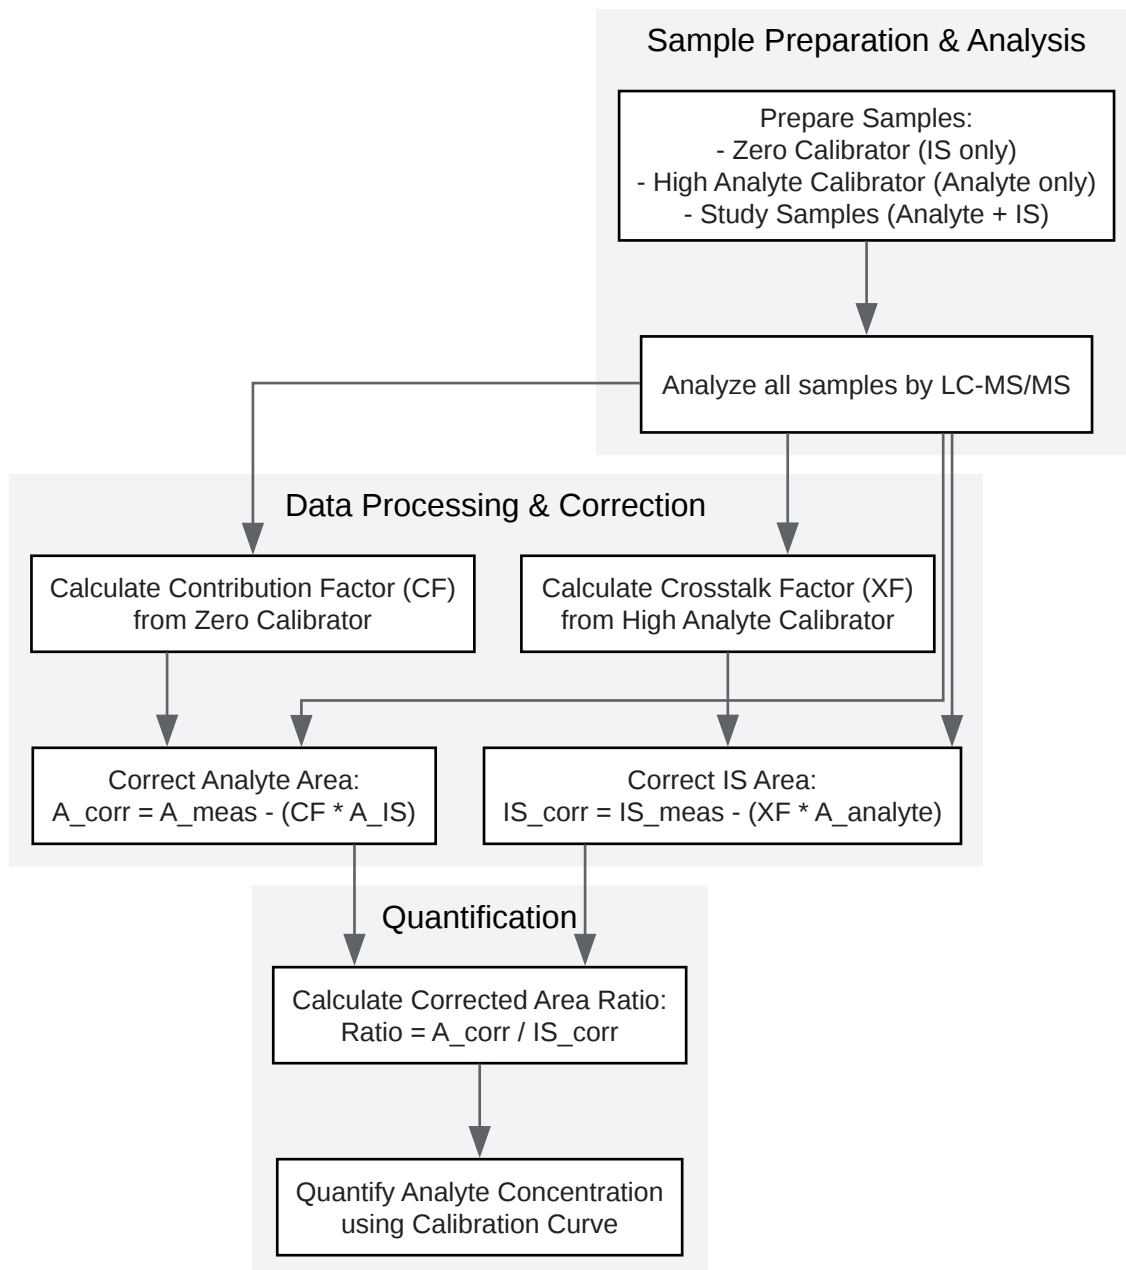 Sample Preparation & Analysis
Prepare Samples:
- Zero Calibrator (IS only)
- High Analyte Calibrator (Analyte only)
- Study Samples (Analyte + IS)
Analyze all samples by LC-MS/MS
Data Processing & Correction
Calculate Contribution Factor (CF)
from Zero Calibrator
Calculate Crosstalk Factor (XF)
from High Analyte Calibrator
Correct Analyte Area:
A_corr = A_meas - (CF * A_IS)
Correct IS Area:
IS_corr = IS_meas - (XF * A_analyte)
Quantification
Calculate Corrected Area Ratio:
Ratio = A_corr / IS_corr
Quantify Analyte Concentration
using Calibration Curve